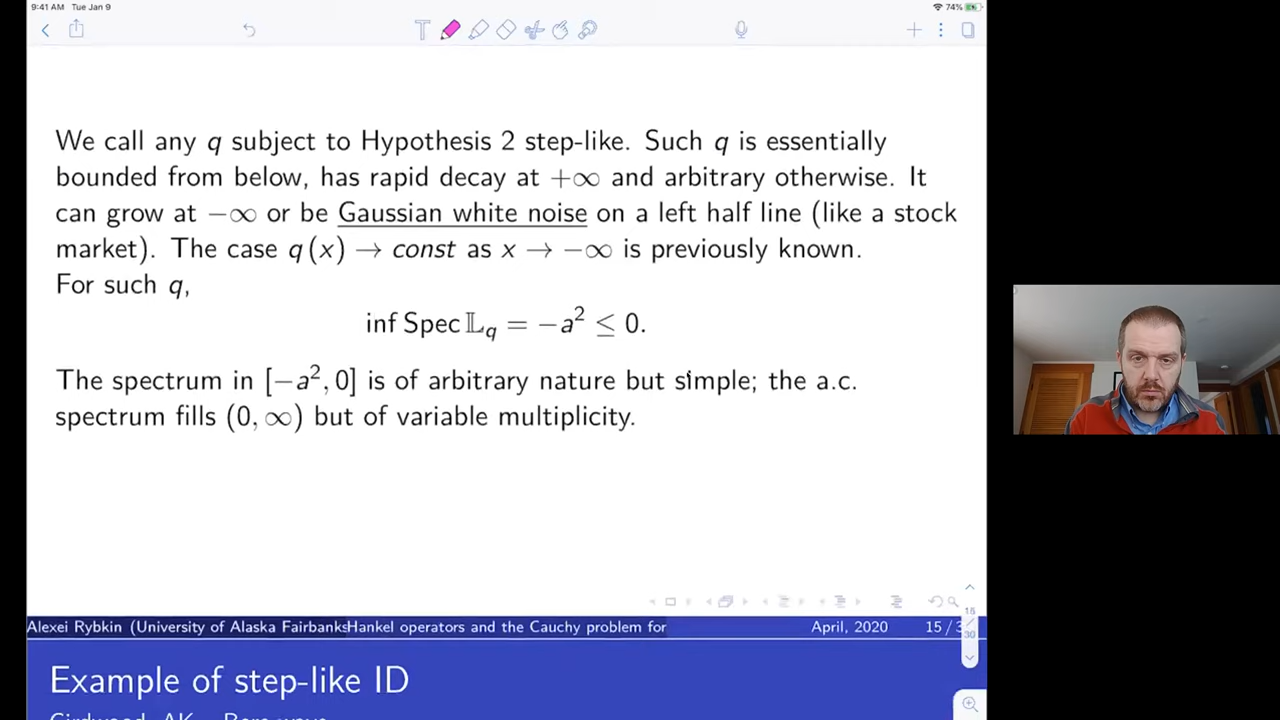 9:41 AM Tue Jan 9
74%
We call any q subject to Hypothesis 2 step-like. Such q is essentially
bounded from below, has rapid decay at +∞ and arbitrary otherwise. It
can grow at −∞ or be Gaussian white noise on a left half line (like a stock
market). The case q (x) → const as x → −∞ is previously known.
For such q,
inf Spec 𝕃q = −a² ≤ 0.
The spectrum in [−a², 0] is of arbitrary nature but simple; the a.c.
spectrum fills (0, ∞) but of variable multiplicity.
Alexei Rybkin (University of Alaska Fairbanks Hankel operators and the Cauchy problem for April, 2020 15 / 3
15
/
30
Example of step-like ID
Girdwood, AK